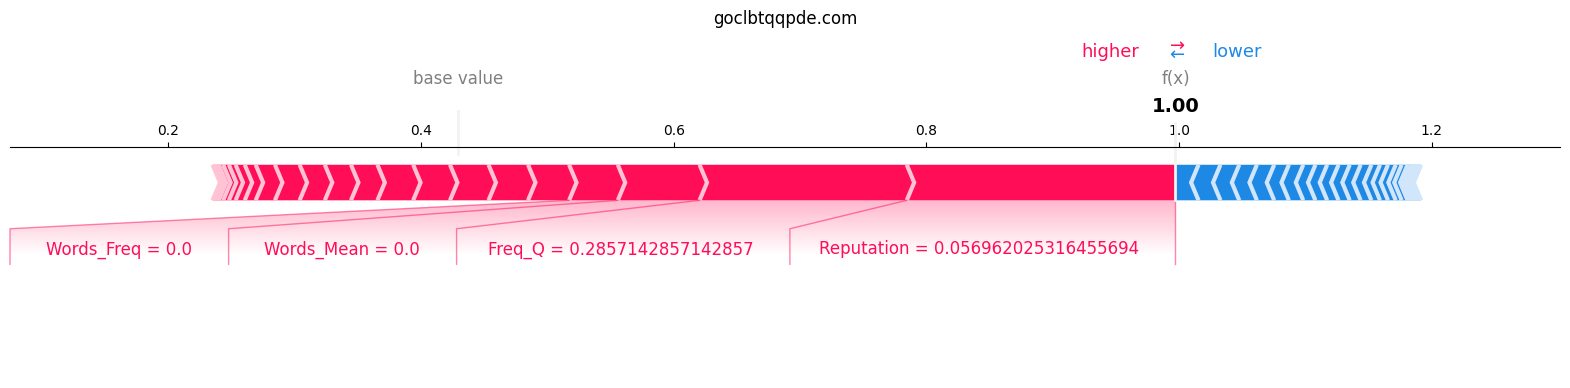 goclbtqqpde.com
higher → ← lower
base value f(x)
1.00
0.2 0.4 0.6 0.8 1.0 1.2
Words_Freq = 0.0 Words_Mean = 0.0 Freq_Q = 0.2857142857142857 Reputation = 0.056962025316455694